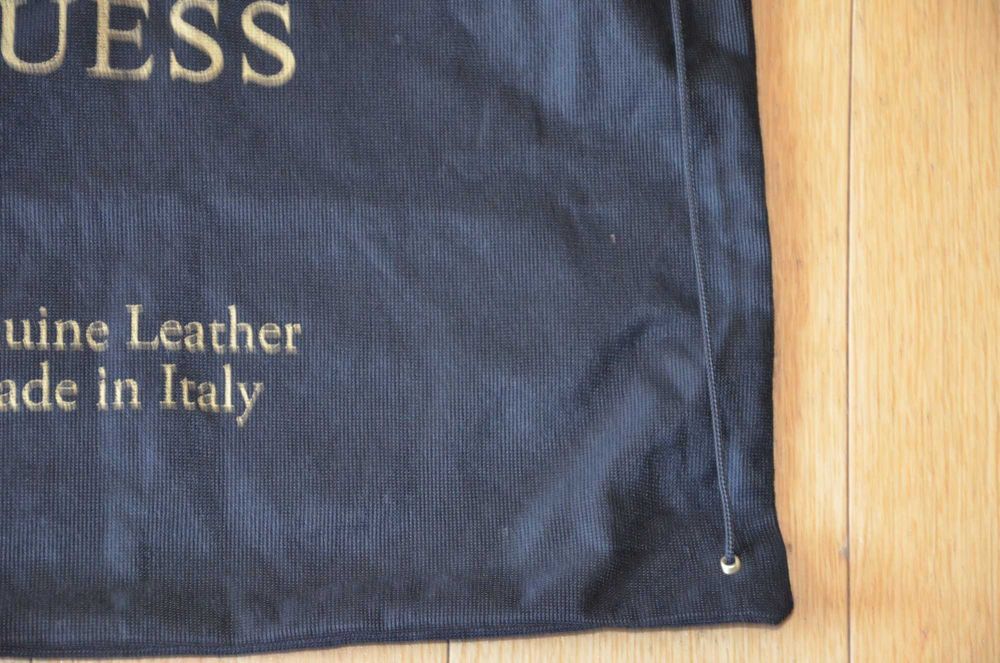 UESS
uine Leather
ade in Italy